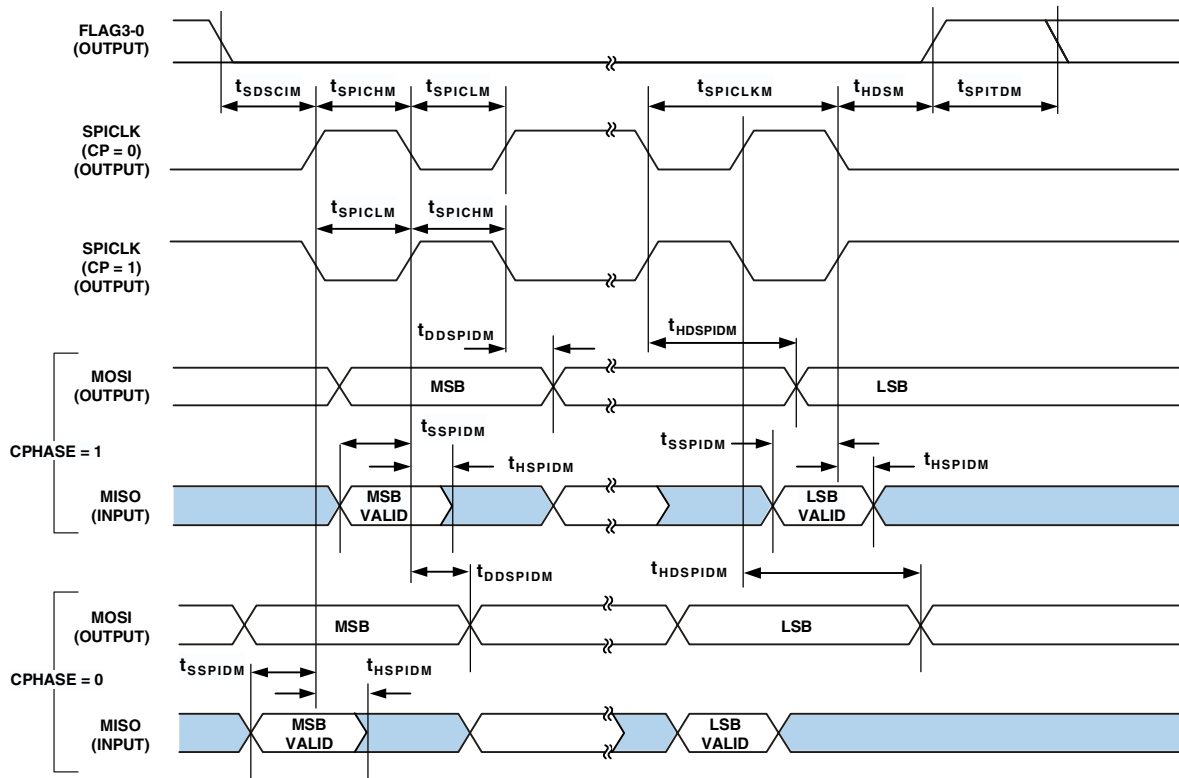 FLAG3-0
(OUTPUT)
tSDSCIM tSPICHM tSPICLM tSPICLKM tHDSM tSPITDM
SPICLK
(CP = 0)
(OUTPUT)
tSPICLM tSPICHM
SPICLK
(CP = 1)
(OUTPUT)
tDDSPIDM tHDSPIDM
CPHASE = 1
MOSI
(OUTPUT)
MSB LSB
tSSPIDM tHSPIDM tSSPIDM tHSPIDM
MISO
(INPUT)
MSB
VALID
LSB
VALID
tDDSPIDM tHDSPIDM
CPHASE = 0
MOSI
(OUTPUT)
MSB LSB
tSSPIDM tHSPIDM
MISO
(INPUT)
MSB
VALID
LSB
VALID